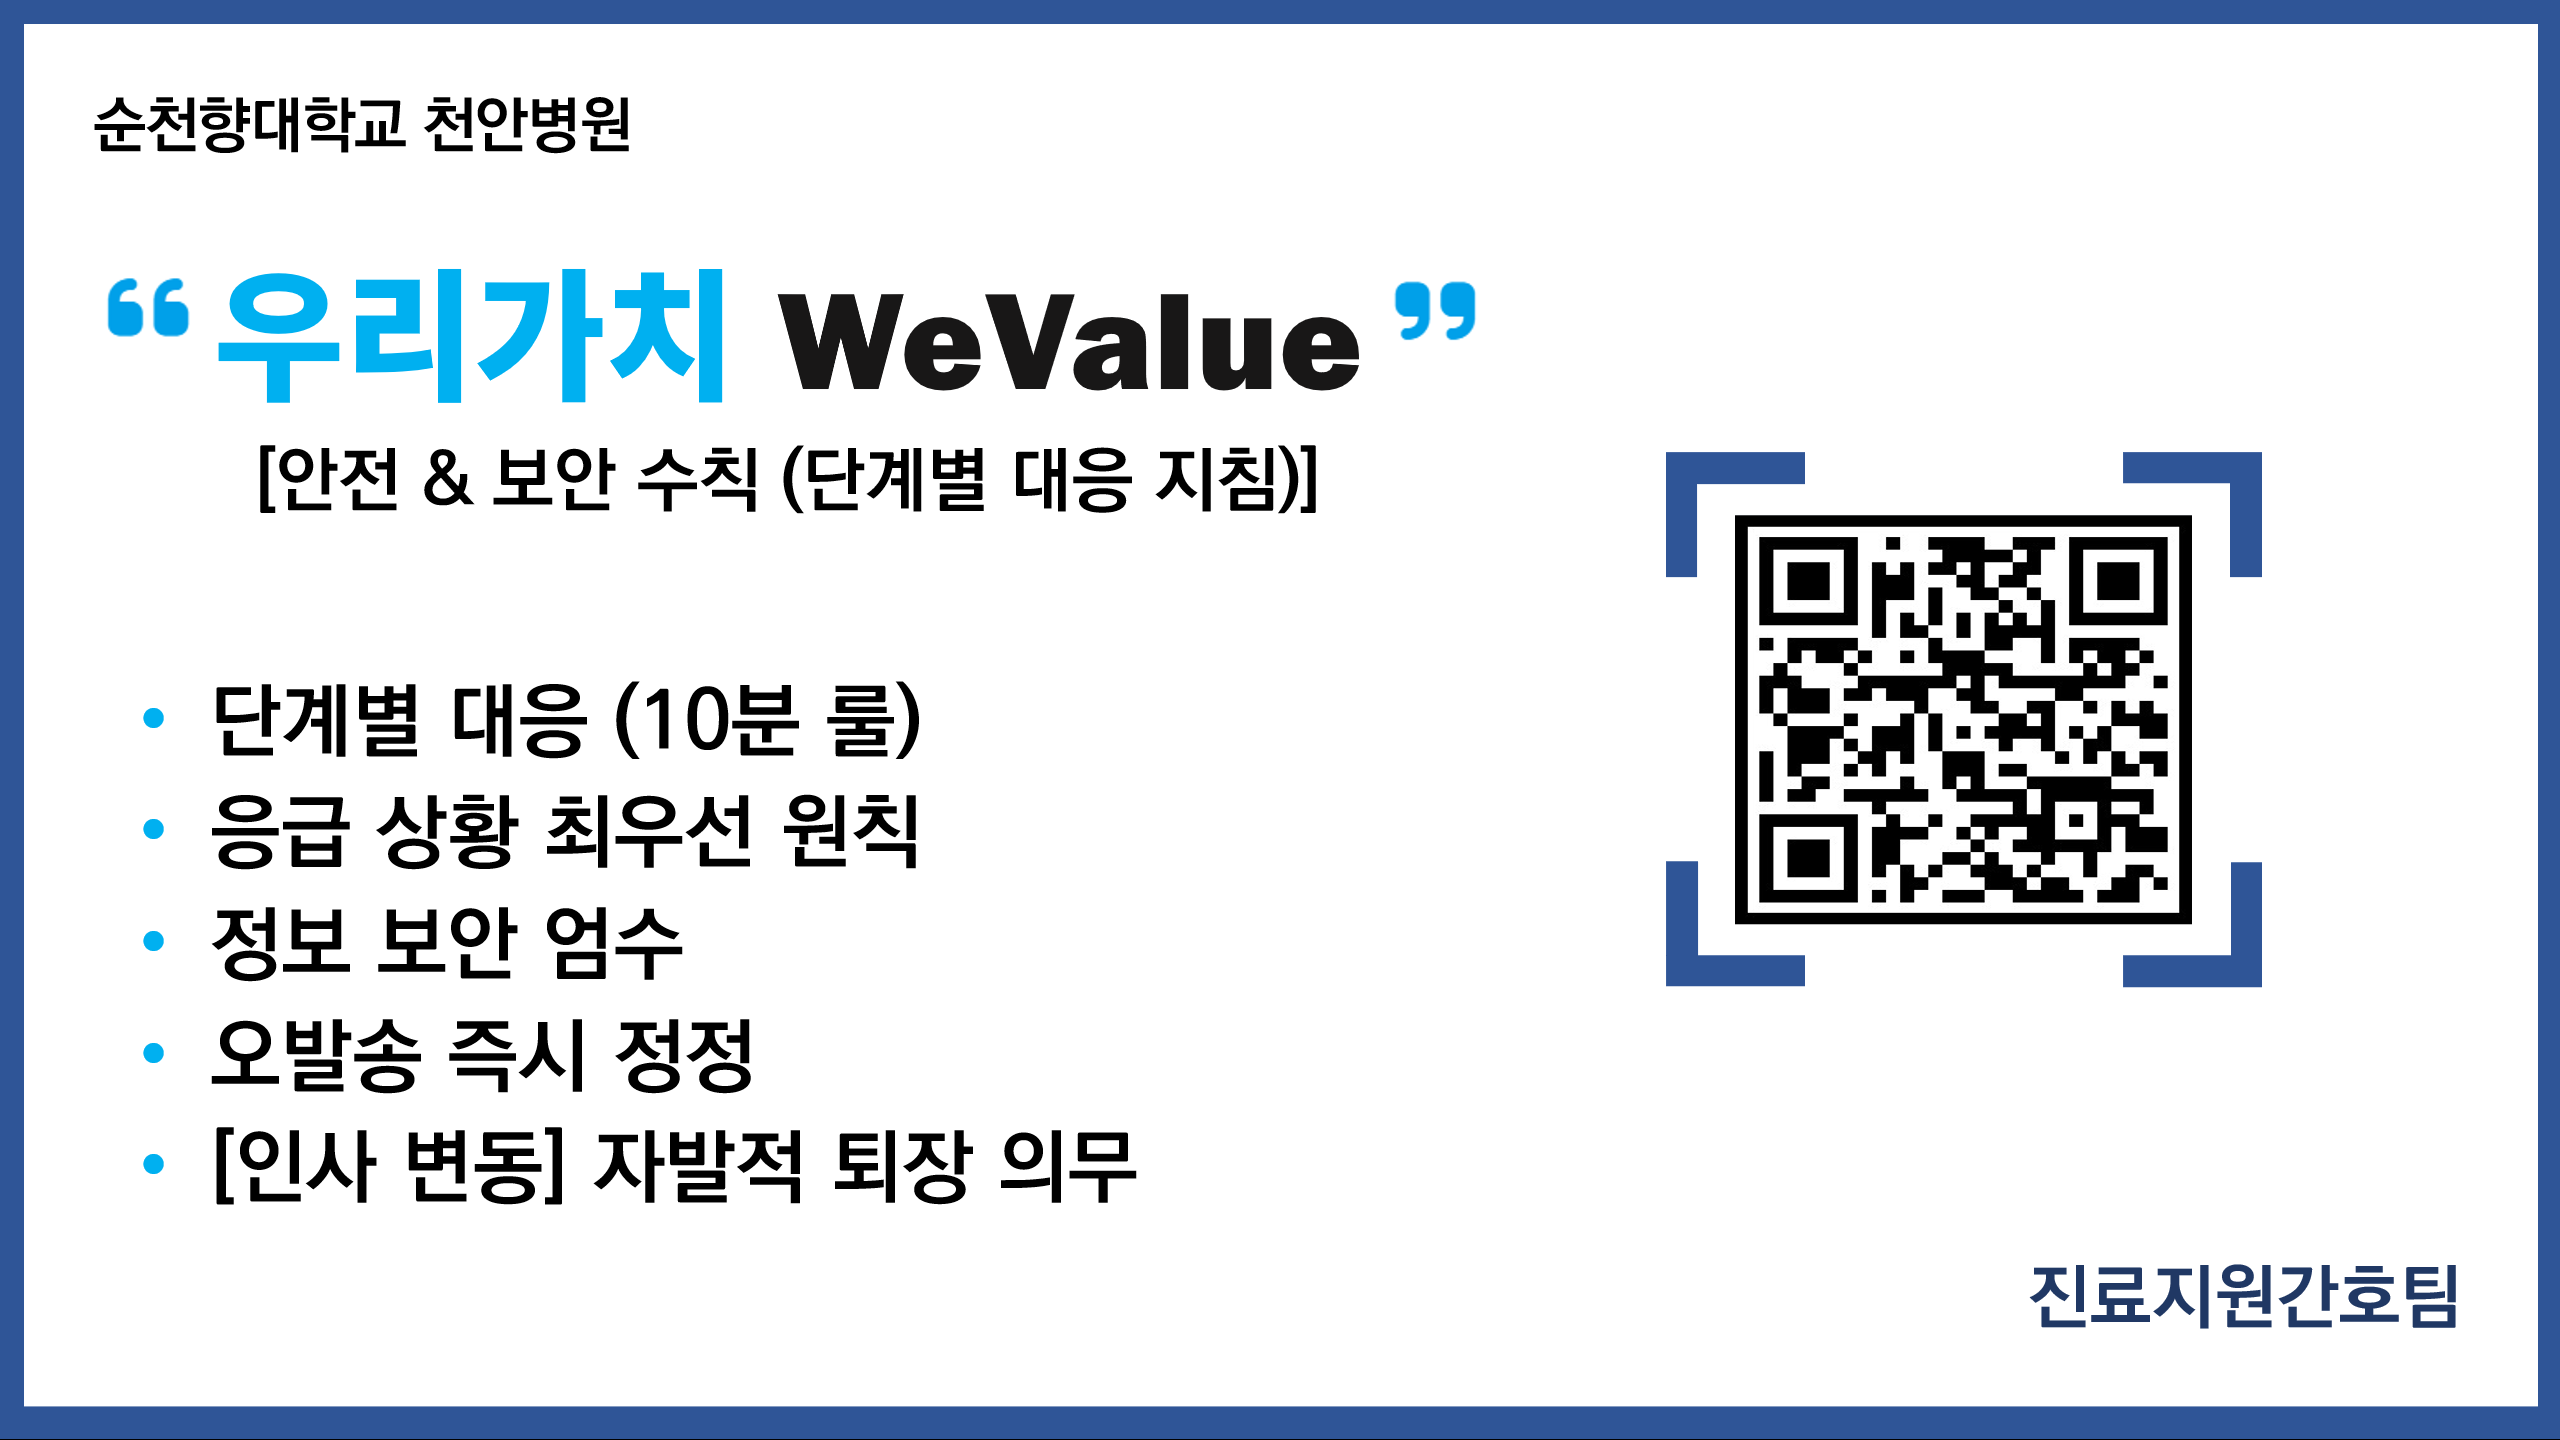 순천향대학교 천안병원
“ 우리가치 WeValue ”
[안전 & 보안 수칙 (단계별 대응 지침)]
• 단계별 대응 (10분 룰)
• 응급 상황 최우선 원칙
• 정보 보안 엄수
• 오발송 즉시 정정
• [인사 변동] 자발적 퇴장 의무
진료지원간호팀